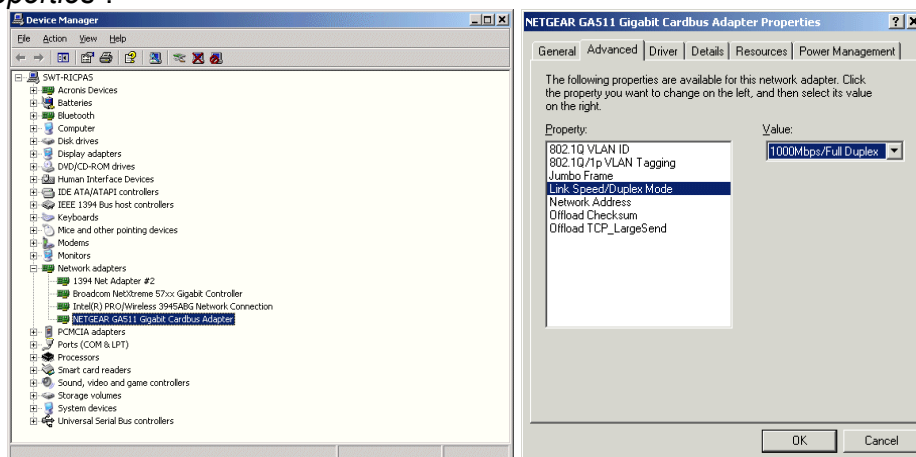 operties".
Device Manager
File Action View Help
SWT-RICPAS
Acronis Devices
Batteries
Bluetooth
Computer
Disk drives
Display adapters
DVD/CD-ROM drives
Human Interface Devices
IDE ATA/ATAPI controllers
IEEE 1394 Bus host controllers
Keyboards
Mice and other pointing devices
Modems
Monitors
Network adapters
1394 Net Adapter #2
Broadcom NetXtreme 57xx Gigabit Controller
Intel(R) PRO/Wireless 3945ABG Network Connection
NETGEAR GA511 Gigabit Cardbus Adapter
PCMCIA adapters
Ports (COM & LPT)
Processors
Smart card readers
Sound, video and game controllers
Storage volumes
System devices
Universal Serial Bus controllers
NETGEAR GA511 Gigabit Cardbus Adapter Properties
General Advanced Driver Details Resources Power Management
The following properties are available for this network adapter. Click
the property you want to change on the left, and then select its value
on the right.
Property: Value:
802.1Q VLAN ID 1000Mbps/Full Duplex
802.1Q/1p VLAN Tagging
Jumbo Frame
Link Speed/Duplex Mode
Network Address
Offload Checksum
Offload TCP_LargeSend
OK Cancel